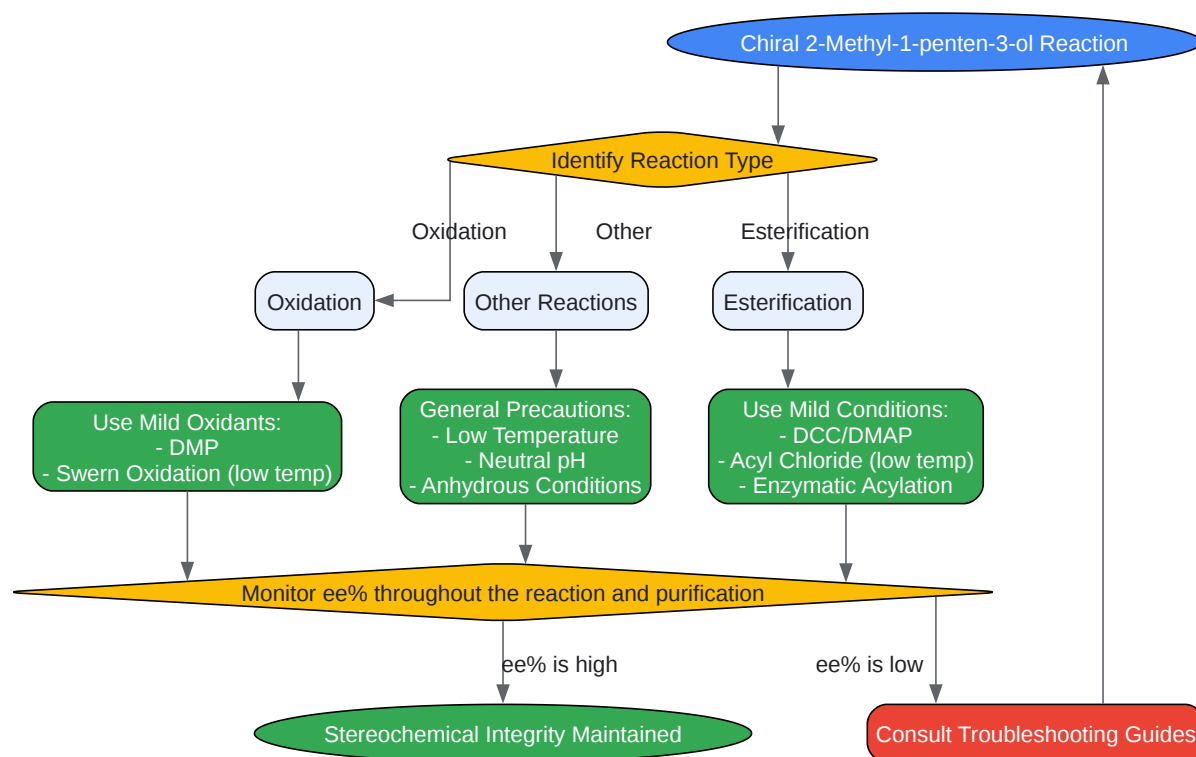 Chiral 2-Methyl-1-penten-3-ol Reaction
Identify Reaction Type
Oxidation
Other
Esterification
Oxidation
Other Reactions
Esterification
Use Mild Oxidants:
- DMP
- Swern Oxidation (low temp)
General Precautions:
- Low Temperature
- Neutral pH
- Anhydrous Conditions
Use Mild Conditions:
- DCC/DMAP
- Acyl Chloride (low temp)
- Enzymatic Acylation
Monitor ee% throughout the reaction and purification
ee% is high
ee% is low
Stereochemical Integrity Maintained
Consult Troubleshooting Guides